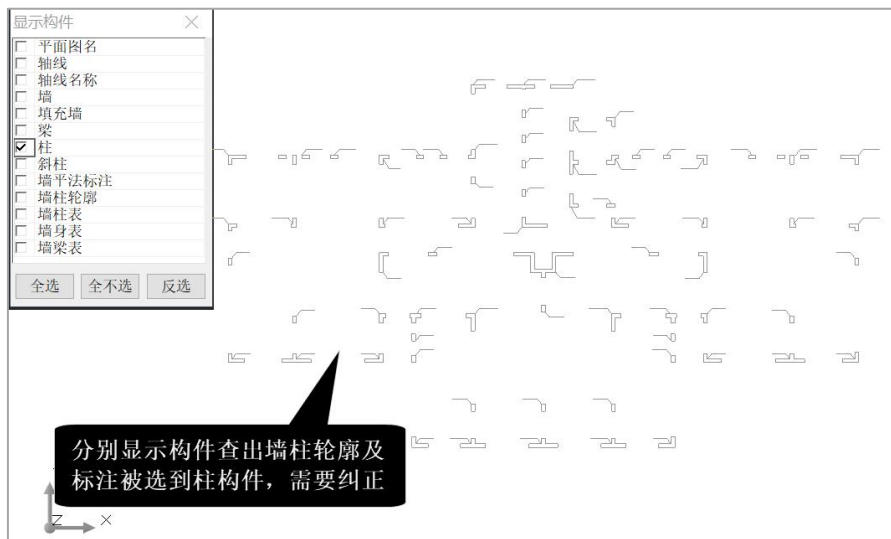 显示构件
平面图名
轴线
轴线名称
墙
填充墙
梁
柱
斜柱
墙平法标注
墙柱轮廓
墙柱表
墙身表
墙梁表
全选 全不选 反选
分别显示构件查出墙柱轮廓及
标注被选到柱构件，需要纠正
Z X